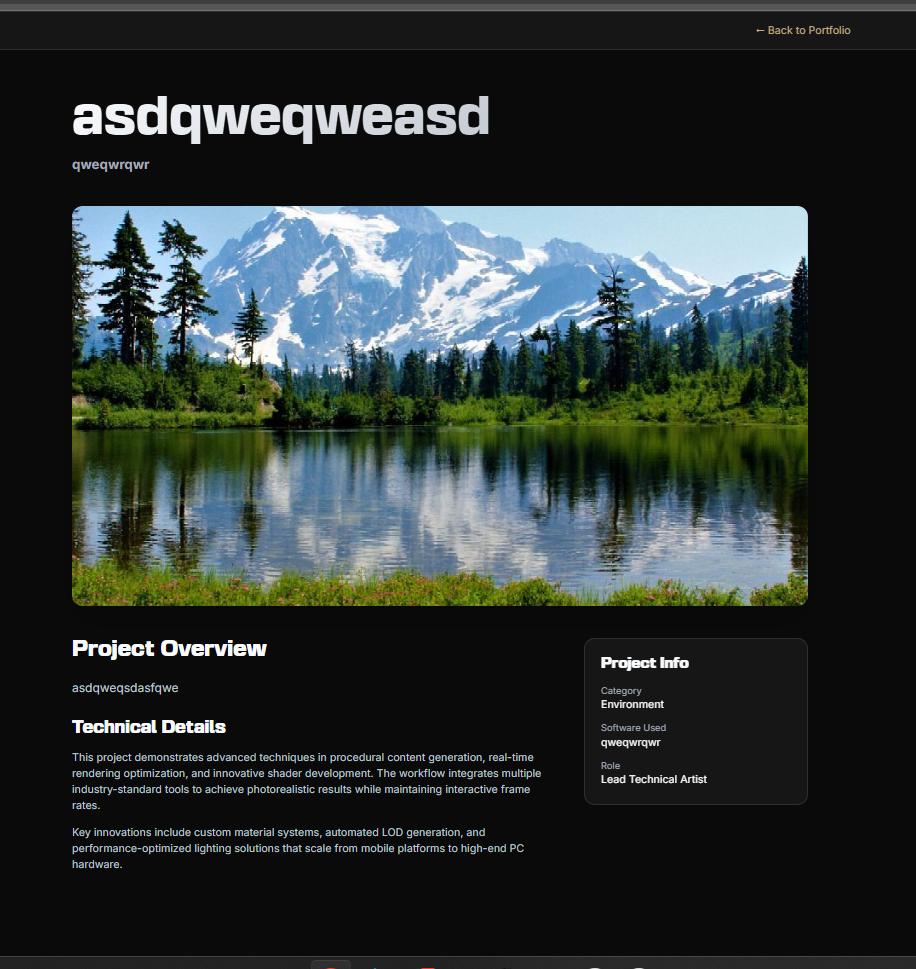 ← Back to Portfolio
asdqweqweasd
qweqwrqwr
Project Overview
asdqweqsdasfqwe
Technical Details
This project demonstrates advanced techniques in procedural content generation, real-time
rendering optimization, and innovative shader development. The workflow integrates multiple
industry-standard tools to achieve photorealistic results while maintaining interactive frame
rates.
Key innovations include custom material systems, automated LOD generation, and
performance-optimized lighting solutions that scale from mobile platforms to high-end PC
hardware.
Project Info
Category
Environment
Software Used
qweqwrqwr
Role
Lead Technical Artist